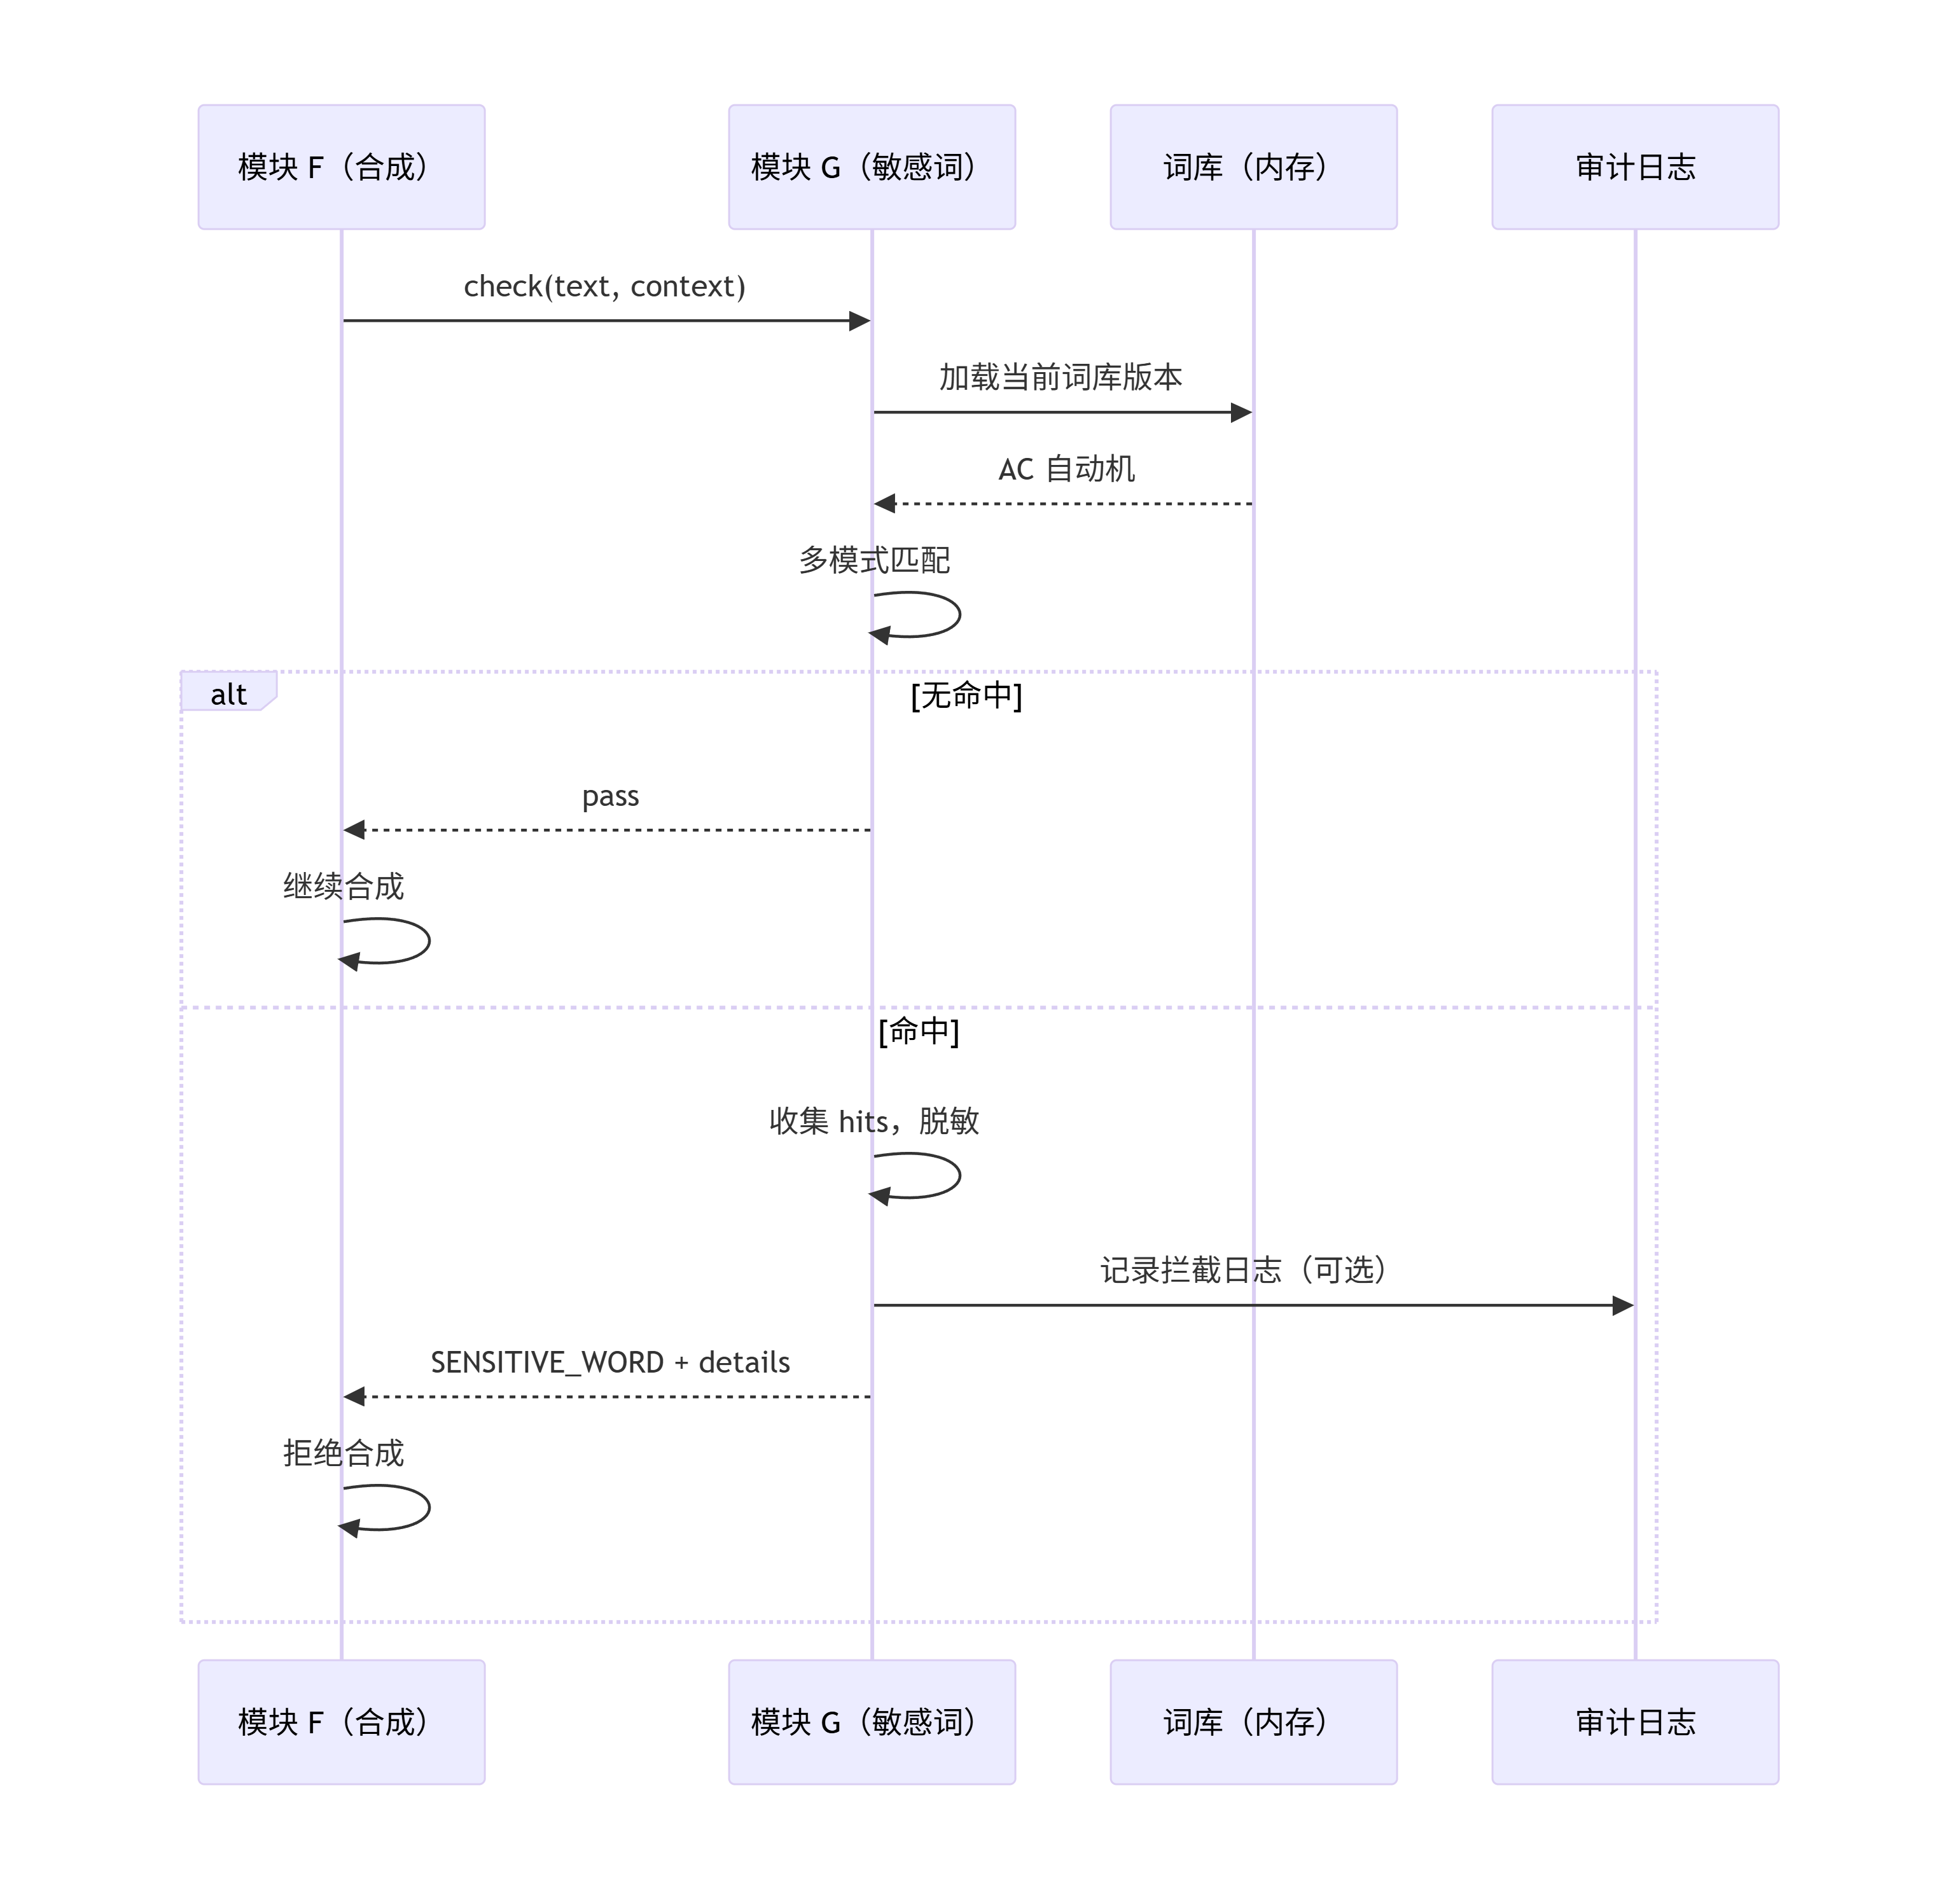 模块 F（合成）
模块 G（敏感词）
词库（内存）
审计日志
check(text, context)
加载当前词库版本
AC 自动机
多模式匹配
alt
[无命中]
pass
继续合成
[命中]
收集 hits，脱敏
记录拦截日志（可选）
SENSITIVE_WORD + details
拒绝合成
模块 F（合成）
模块 G（敏感词）
词库（内存）
审计日志